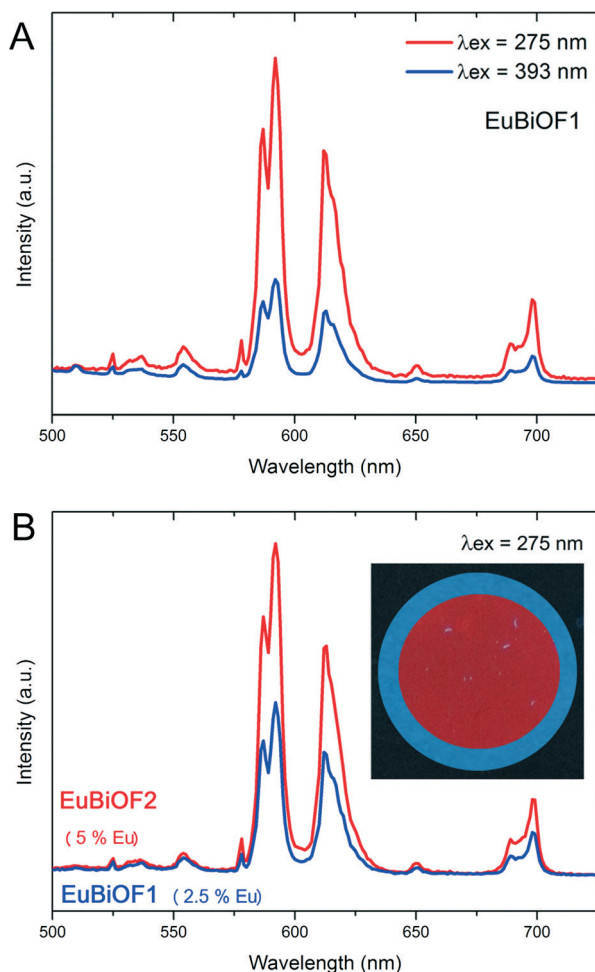 A
λex = 275 nm
λex = 393 nm
EuBiOF1
Intensity (a.u.)
500
550
600
650
700
Wavelength (nm)
B
λex = 275 nm
Intensity (a.u.)
EuBiOF2
( 5 % Eu)
EuBiOF1 ( 2.5 % Eu)
500
550
600
650
700
Wavelength (nm)